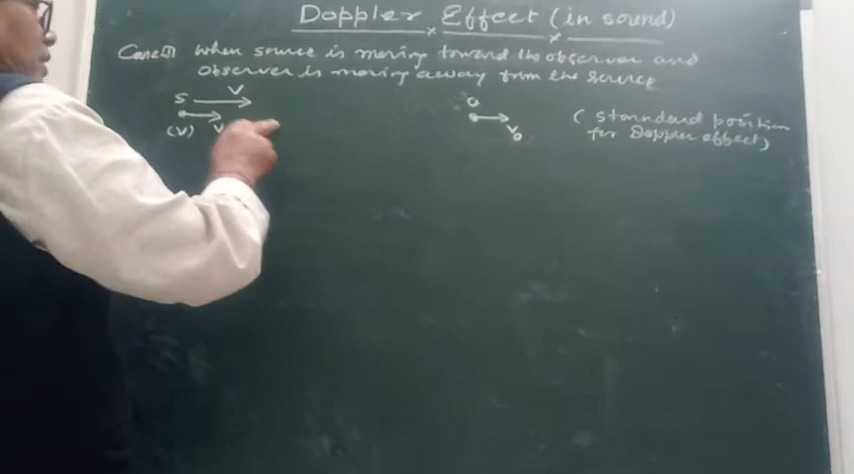 Doppler Effect (in sound)
Case(1) when source is moving toward the observer and
observer is moving away from the source
V
S
(ν) V
O
Vo
( standard position
for Doppler effect)